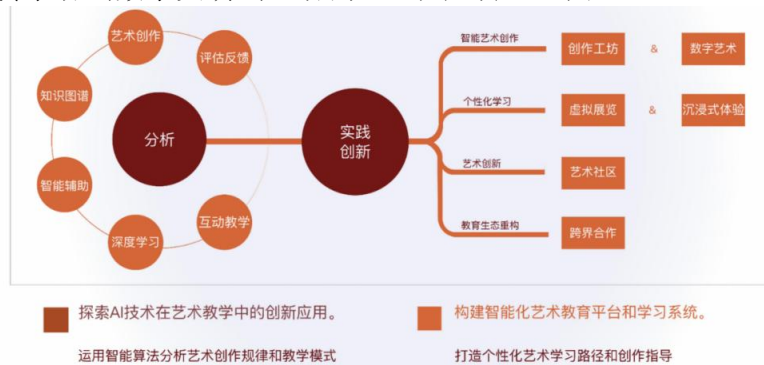 艺术创作
评估反馈
知识图谱
分析
智能辅助
深度学习
互动教学
实践
创新
智能艺术创作
创作工坊 & 数字艺术
个性化学习
虚拟展览 & 沉浸式体验
艺术创新
艺术社区
教育生态重构
跨界合作
探索AI技术在艺术教学中的创新应用。
构建智能化艺术教育平台和学习系统。
运用智能算法分析艺术创作规律和教学模式
打造个性化艺术学习路径和创作指导